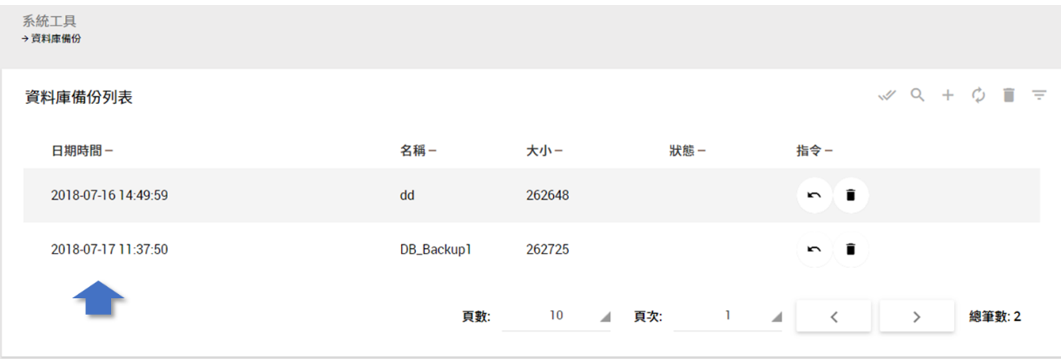 系統工具
→ 資料庫備份
資料庫備份列表
日期時間 – 名稱 – 大小 – 狀態 – 指令 –
2018-07-16 14:49:59 dd 262648
2018-07-17 11:37:50 DB_Backup1 262725
頁數: 10 頁次: 1 總筆數: 2